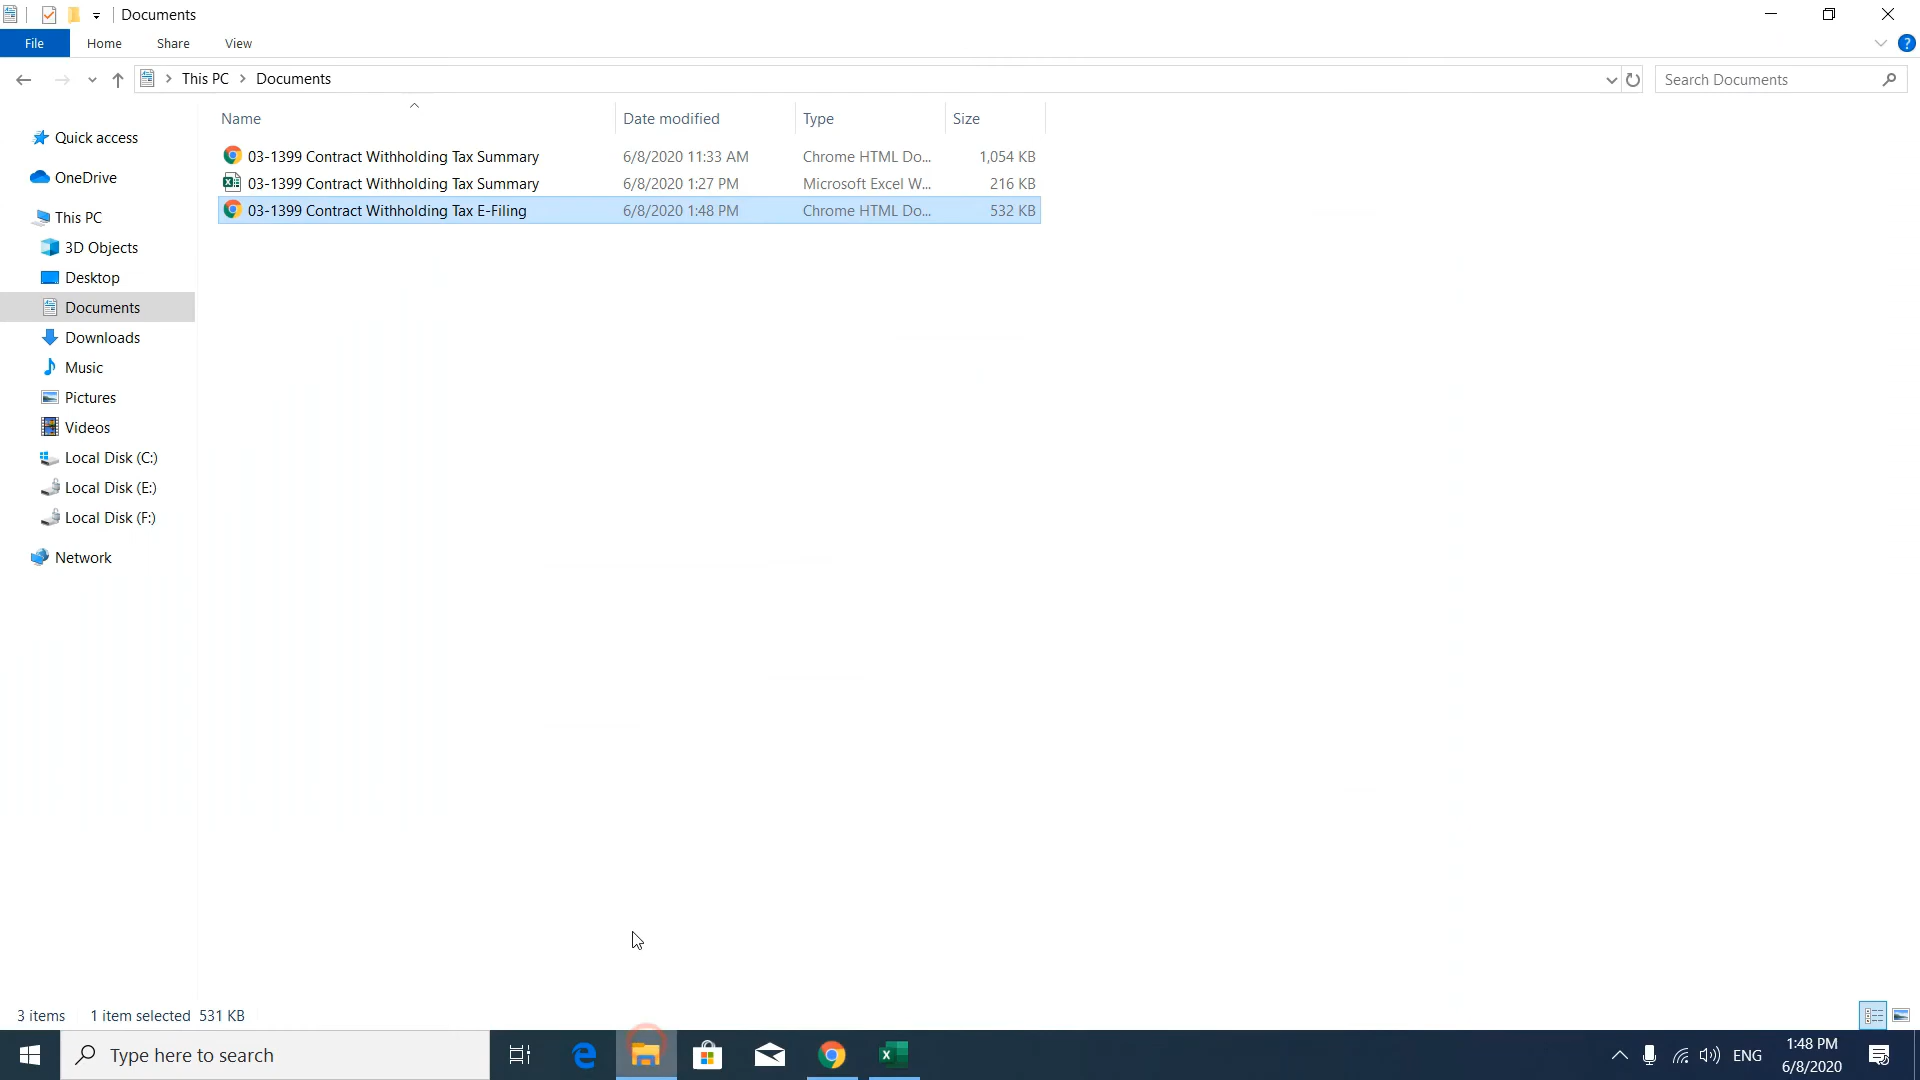 Documents
File Home Share View
This PC Documents
Search Documents
Name Date modified Type Size
03-1399 Contract Withholding Tax Summary 6/8/2020 11:33 AM Chrome HTML Do... 1,054 KB
03-1399 Contract Withholding Tax Summary 6/8/2020 1:27 PM Microsoft Excel W... 216 KB
03-1399 Contract Withholding Tax E-Filing 6/8/2020 1:48 PM Chrome HTML Do... 532 KB
Quick access
OneDrive
This PC
3D Objects
Desktop
Documents
Downloads
Music
Pictures
Videos
Local Disk (C:)
Local Disk (E:)
Local Disk (F:)
Network
3 items 1 item selected 531 KB
Type here to search
ENG
1:48 PM
6/8/2020